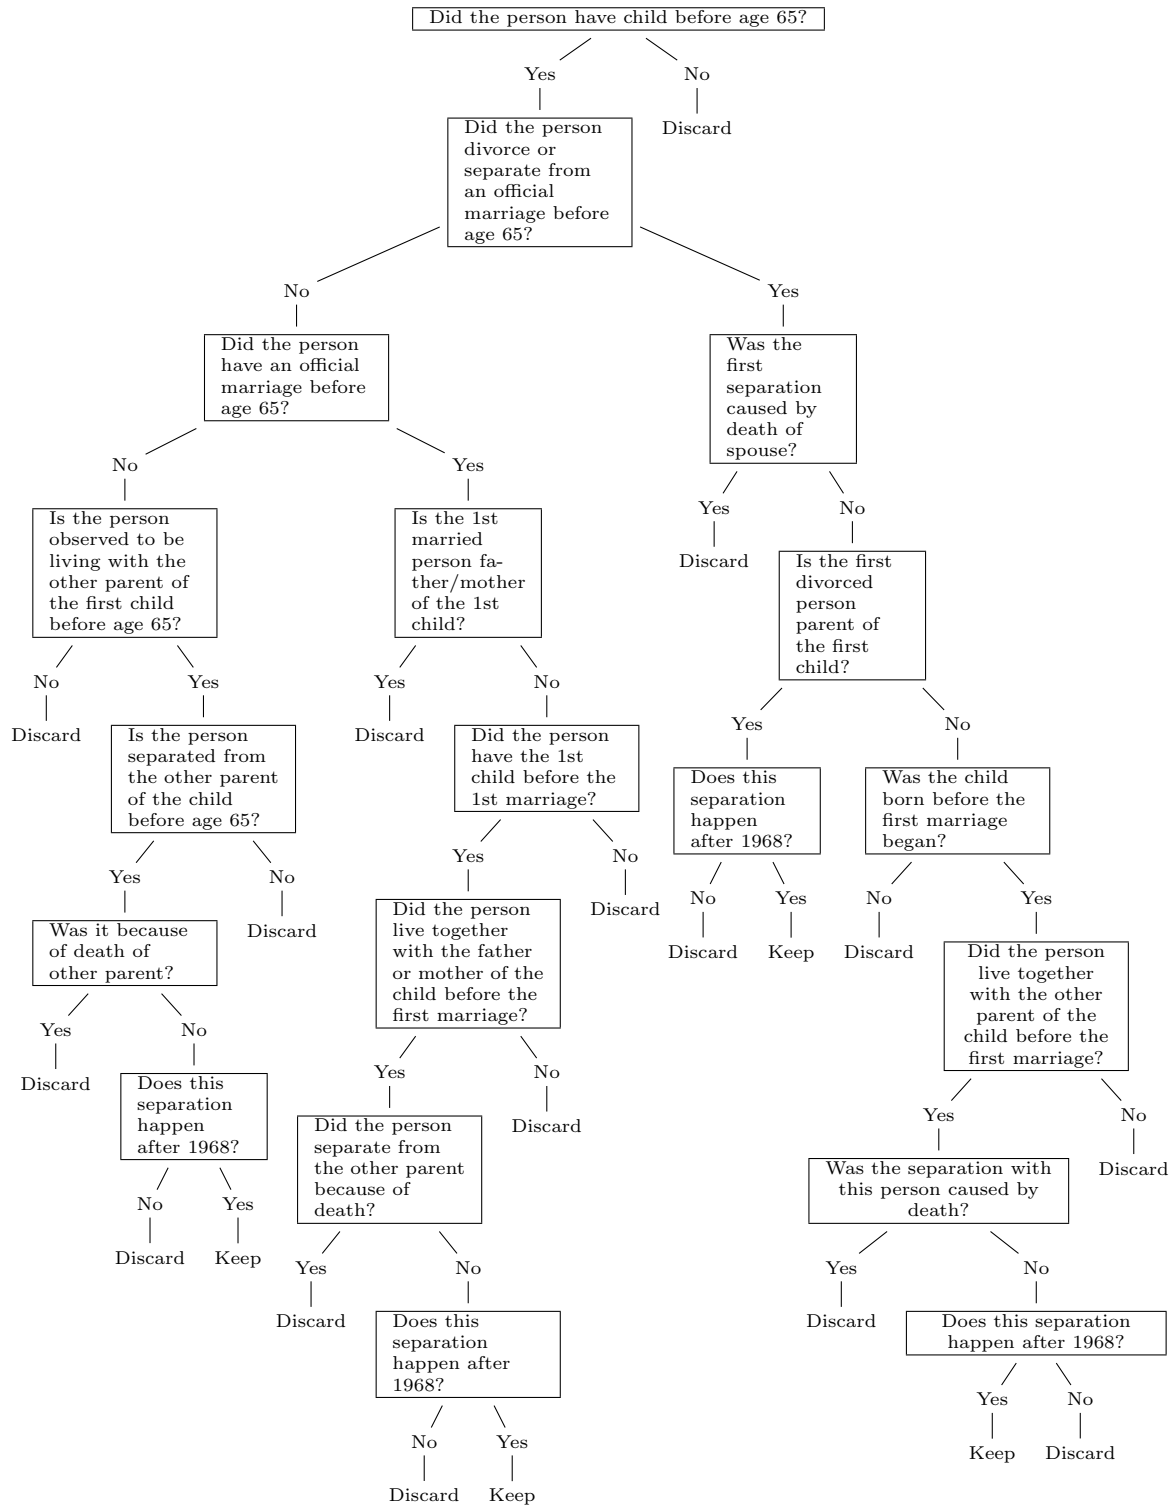 Did the person have child before age 65?
Yes
No
Discard
Did the person
divorce or
separate from
an official
marriage before
age 65?
No
Yes
Did the person
have an official
marriage before
age 65?
Was the
first
separation
caused by
death of
spouse?
No
Yes
Yes
No
Discard
Is the person
observed to be
living with the
other parent of
the first child
before age 65?
Is the 1st
married
person fa-
ther/mother
of the 1st
child?
Is the first
divorced
person
parent of
the first
child?
No
Yes
Yes
No
Yes
No
Discard
Discard
Is the person
separated from
the other parent
of the child
before age 65?
Did the person
have the 1st
child before the
1st marriage?
Does this
separation
happen
after 1968?
Was the child
born before the
first marriage
began?
Yes
No
Yes
No
No
Yes
No
Yes
Discard
Discard
Discard
Keep
Discard
Was it because
of death of
other parent?
Did the person
live together
with the father
or mother of the
child before the
first marriage?
Did the person
live together
with the other
parent of the
child before the
first marriage?
Yes
No
Yes
No
Yes
No
Discard
Discard
Discard
Does this
separation
happen
after 1968?
Did the person
separate from
the other parent
because of
death?
Was the separation with
this person caused by
death?
No
Yes
Yes
No
Yes
No
Discard
Keep
Discard
Discard
Does this
separation
happen after
1968?
Does this separation
happen after 1968?
No
Yes
Yes
No
Discard
Keep
Keep
Discard